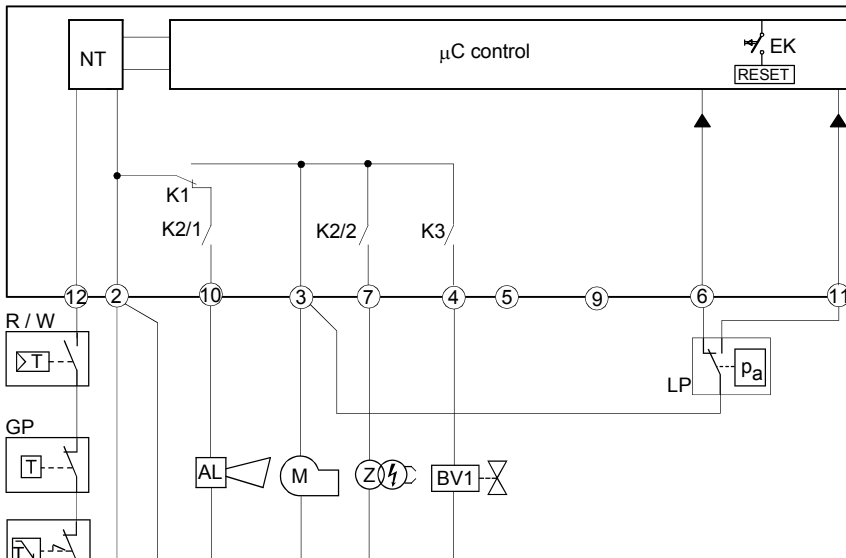 NT
μC control
EK
RESET
K1
K2/1
K2/2
K3
12
2
10
3
7
4
5
9
6
11
R / W
T
LP
pa
GP
T
AL
M
Z
BV1
T